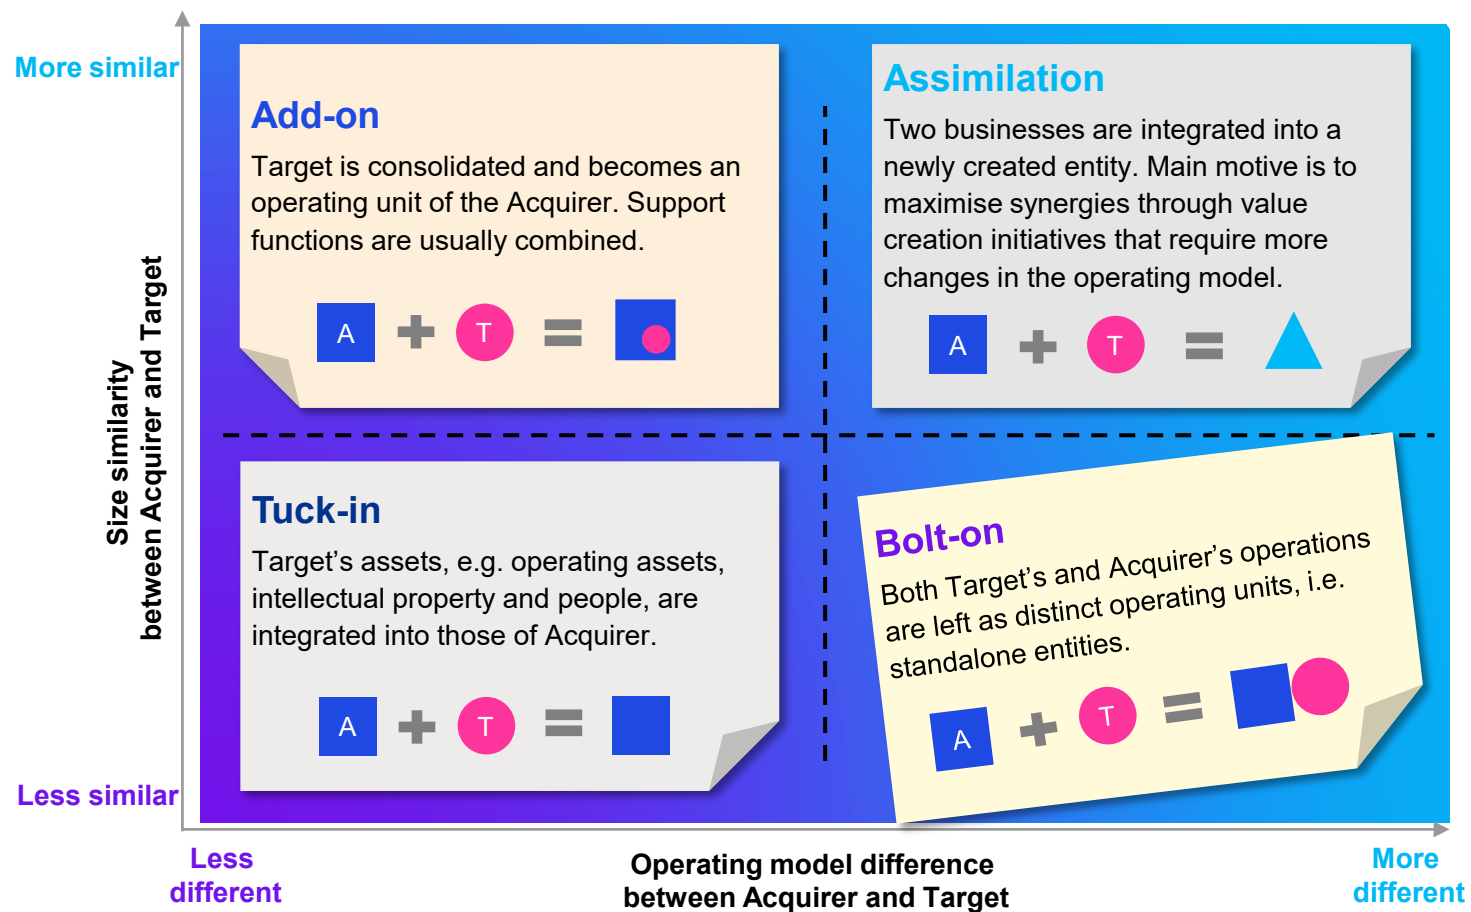 More similar
Add-on
Target is consolidated and becomes an
operating unit of the Acquirer. Support
functions are usually combined.
A
T
Assimilation
Two businesses are integrated into a
newly created entity. Main motive is to
maximise synergies through value
creation initiatives that require more
changes in the operating model.
A
T
Size similarity
between Acquirer and Target
Tuck-in
Target’s assets, e.g. operating assets,
intellectual property and people, are
integrated into those of Acquirer.
A
T
Bolt-on
Both Target’s and Acquirer’s operations
are left as distinct operating units, i.e.
standalone entities.
A
T
Less similar
Less
different
Operating model difference
between Acquirer and Target
More
different